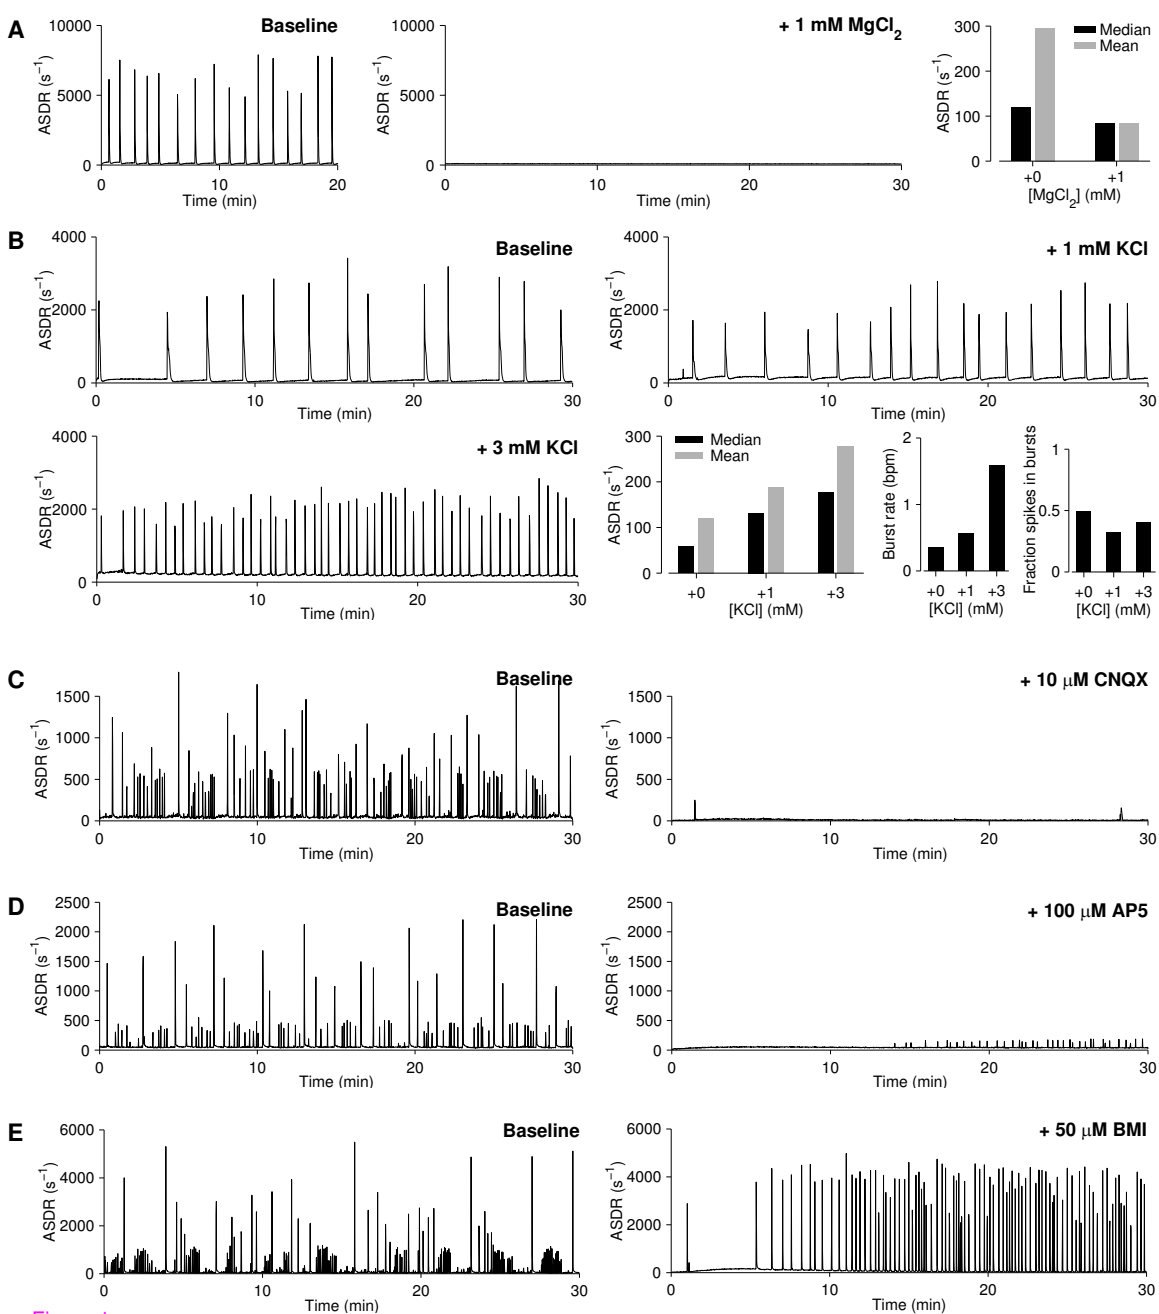 A
Baseline
ASDR (s−1)
10000
5000
0
0 10 20
Time (min)
+ 1 mM MgCl2
ASDR (s−1)
10000
5000
0
0 10 20 30
Time (min)
ASDR (s−1)
300
200
100
0
Median
Mean
+0 +1
[MgCl2] (mM)
B
Baseline
ASDR (s−1)
4000
2000
0
0 10 20 30
Time (min)
+ 1 mM KCl
ASDR (s−1)
4000
2000
0
0 10 20 30
Time (min)
+ 3 mM KCl
ASDR (s−1)
4000
2000
0
0 10 20 30
Time (min)
ASDR (s−1)
300
200
100
0
Median
Mean
+0 +1 +3
[KCl] (mM)
Burst rate (bpm)
2
1
0
+0 +1 +3
[KCl] (mM)
Fraction spikes in bursts
1
0.5
0
+0 +1 +3
[KCl] (mM)
C
Baseline
ASDR (s−1)
1500
1000
500
0
0 10 20 30
Time (min)
+ 10 μM CNQX
ASDR (s−1)
1500
1000
500
0
0 10 20 30
Time (min)
D
Baseline
ASDR (s−1)
2500
2000
1500
1000
500
0
0 10 20 30
Time (min)
+ 100 μM AP5
ASDR (s−1)
2500
2000
1500
1000
500
0
0 10 20 30
Time (min)
E
Baseline
ASDR (s−1)
6000
4000
2000
0
0 10 20 30
Time (min)
+ 50 μM BMI
ASDR (s−1)
6000
4000
2000
0
0 10 20 30
Time (min)